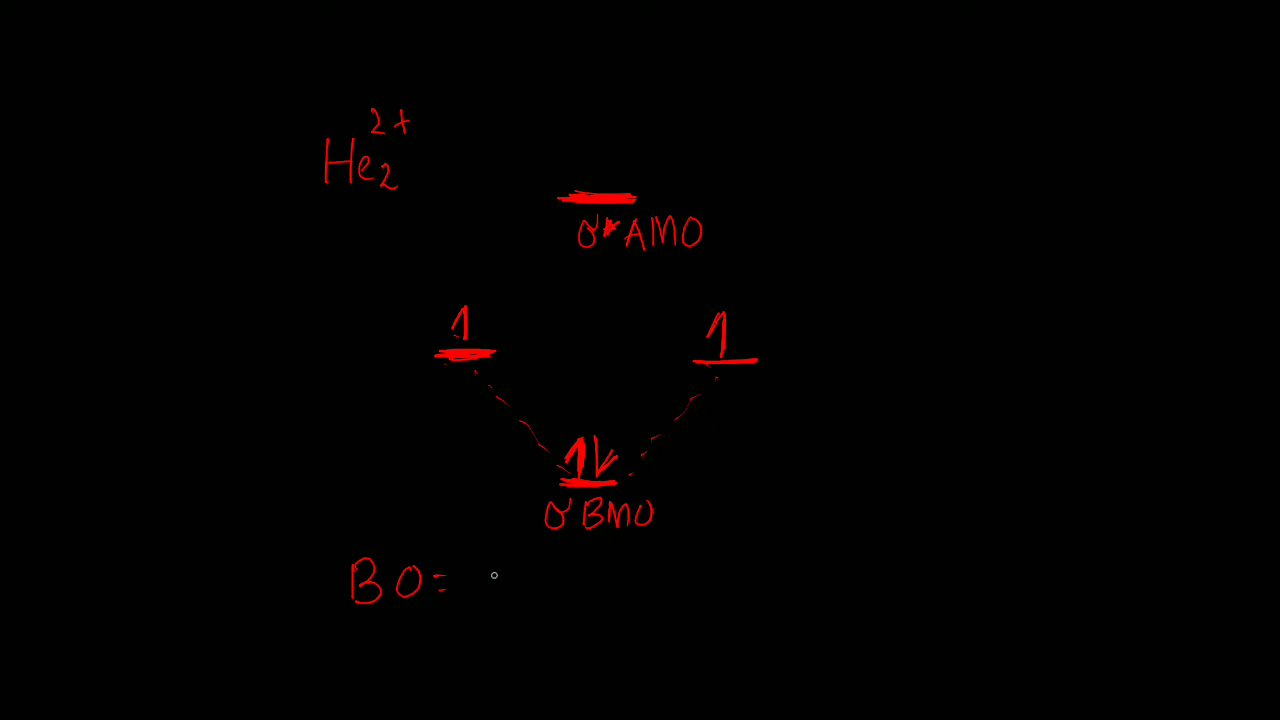 He₂²⁺
σ*AMO
1 1
1↓
σBMO
BO=